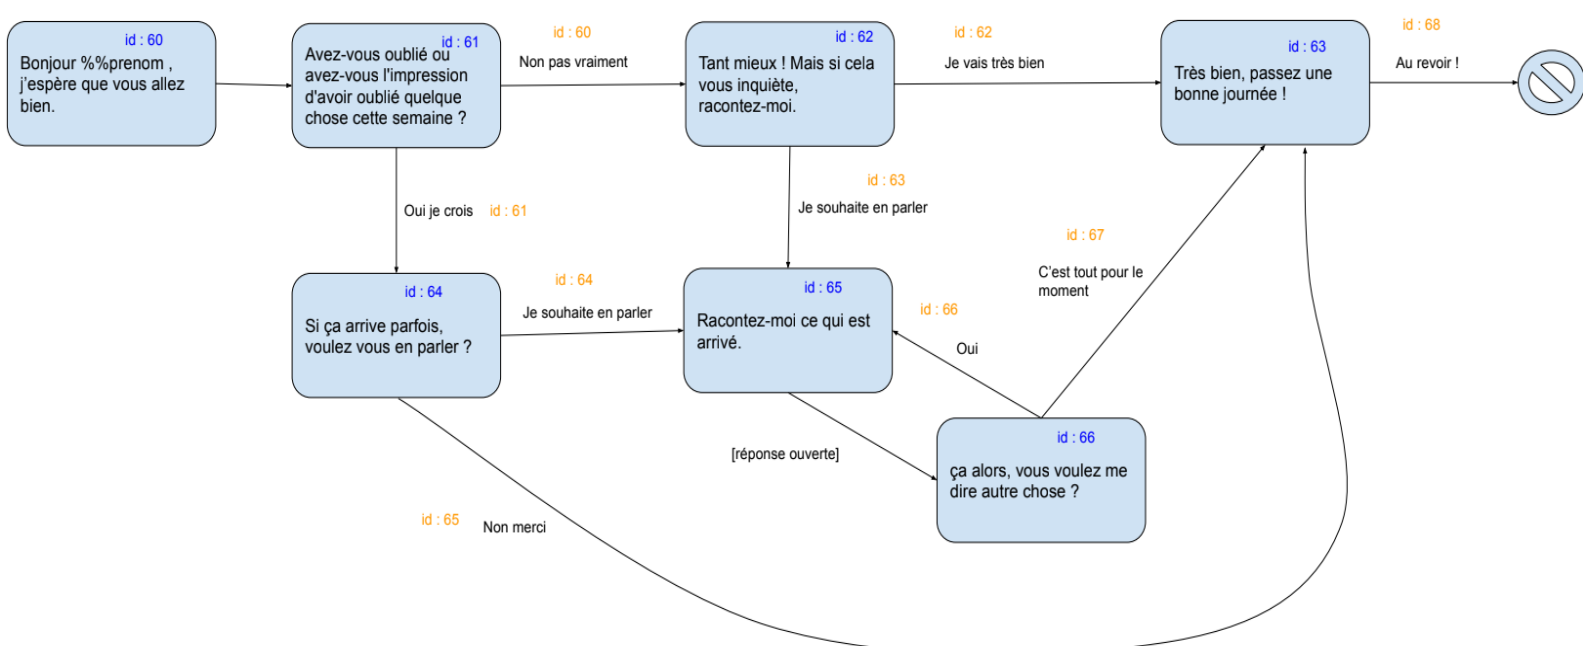 id : 60
Bonjour %%prenom ,
j'espère que vous allez
bien.
id : 61
Avez-vous oublié ou
avez-vous l'impression
d'avoir oublié quelque
chose cette semaine ?
id : 60
Non pas vraiment
id : 62
Tant mieux ! Mais si cela
vous inquiète,
racontez-moi.
id : 62
Je vais très bien
id : 63
Très bien, passez une
bonne journée !
id : 68
Au revoir !
Oui je crois
id : 61
id : 63
Je souhaite en parler
id : 64
Si ça arrive parfois,
voulez vous en parler ?
id : 64
Je souhaite en parler
id : 65
Racontez-moi ce qui est
arrivé.
id : 66
Oui
id : 67
C'est tout pour le
moment
[réponse ouverte]
id : 66
ça alors, vous voulez me
dire autre chose ?
id : 65
Non merci